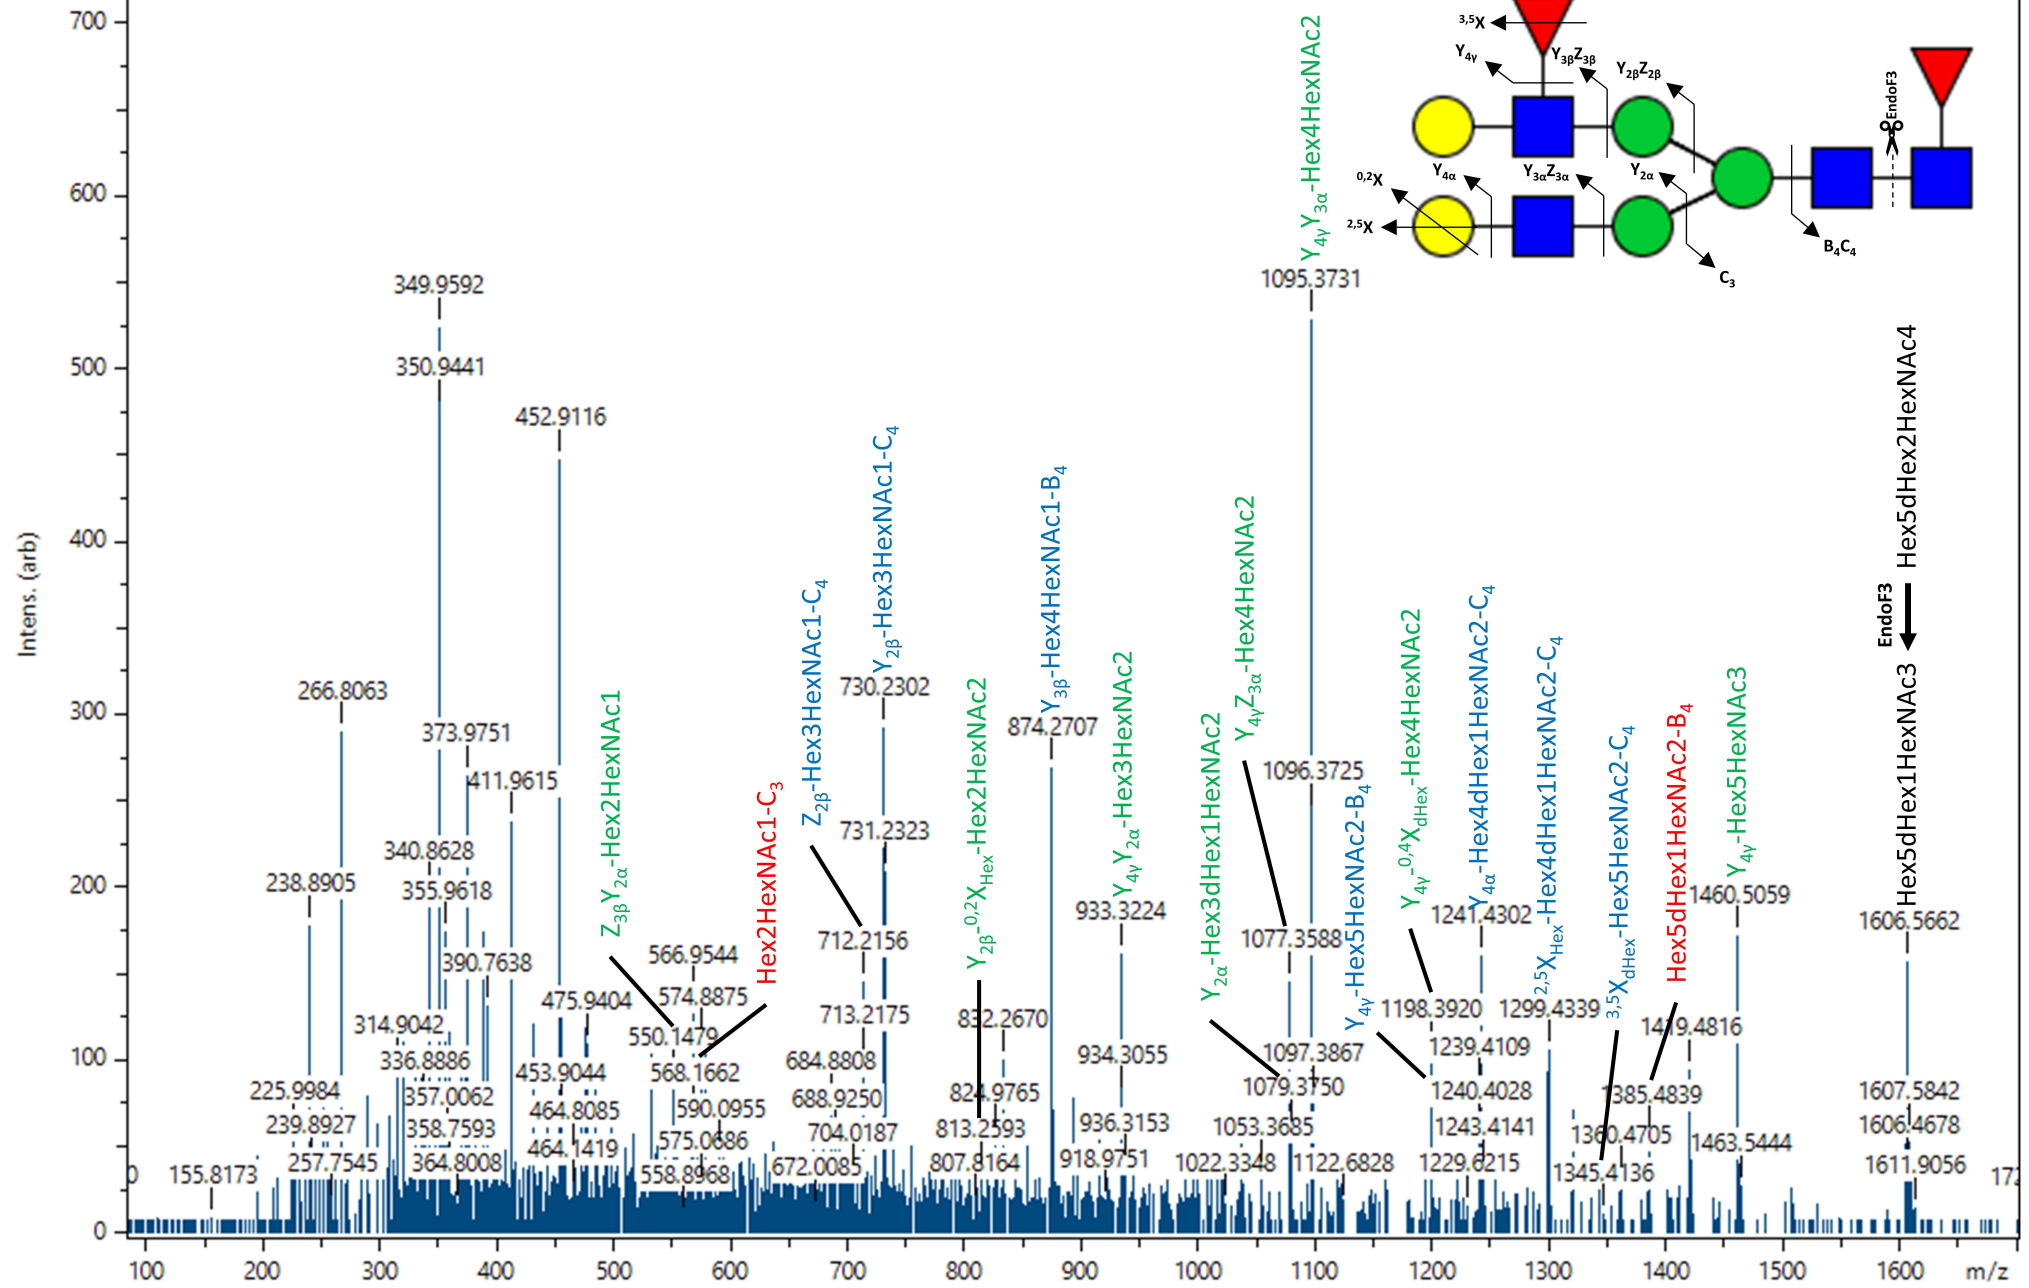 Intens. (arb)
700
600
500
400
300
200
100
0
100
200
300
400
500
600
700
800
900
1000
1100
1200
1300
1400
1500
1600
m/z
3,5X
Y4γ
Y3βZ3β
Y2βZ2β
EndoF3
0,2X
Y4α
Y3αZ3α
Y2α
2,5X
B4C4
C3
Z3βY2α-Hex2HexNAc1
Hex2HexNAc1-C3
Z2β-Hex3HexNAc1-C4
Y2β-Hex3HexNAc1-C4
Y2β-0,2XHex-Hex2HexNAc2
Y3β-Hex4HexNAc1-B4
Y4γY2α-Hex3HexNAc2
Y2α-Hex3dHex1HexNAc2
Y4γZ3α-Hex4HexNAc2
Y4γY3α-Hex4HexNAc2
Y4γ-Hex5HexNAc2-B4
Y4γ-0,4XdHex-Hex4HexNAc2
Y4α-Hex4dHex1HexNAc2-C4
2,5XHex-Hex4dHex1HexNAc2-C4
3,5XdHex-Hex5HexNAc2-C4
Hex5dHex1HexNAc2-B4
Y4γ-Hex5HexNAc3
Hex5dHex2HexNAc4
EndoF3
Hex5dHex1HexNAc3
155.8173
225.9984
238.8905
239.8927
257.7545
266.8063
314.9042
336.8886
340.8628
349.9592
350.9441
355.9618
357.0062
358.7593
364.8008
373.9751
390.7638
411.9615
452.9116
453.9044
464.8085
464.1419
475.9404
550.1479
558.8968
566.9544
568.1662
574.8875
575.0686
590.0955
672.0085
684.8808
688.9250
704.0187
712.2156
713.2175
730.2302
731.2323
807.8164
813.2593
824.9765
832.2670
874.2707
918.9751
933.3224
934.3055
936.3153
1022.3348
1053.3685
1077.3588
1079.3750
1095.3731
1096.3725
1097.3867
1122.6828
1198.3920
1229.6215
1239.4109
1240.4028
1241.4302
1243.4141
1299.4339
1345.4136
1360.4705
1385.4839
1419.4816
1460.5059
1463.5444
1606.5662
1607.5842
1606.4678
1611.9056